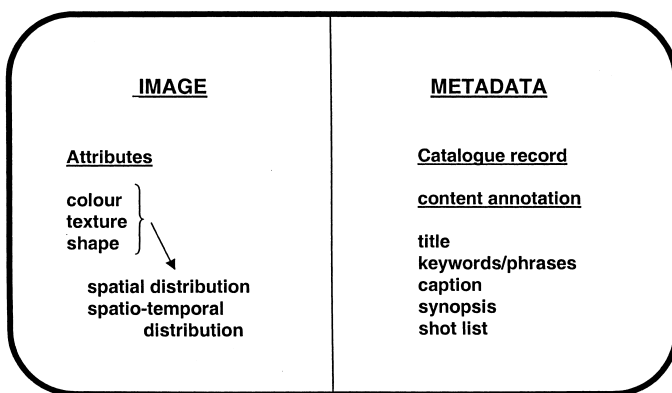 IMAGE
Attributes
colour
texture
shape
spatial distribution
spatio-temporal
distribution
METADATA
Catalogue record
content annotation
title
keywords/phrases
caption
synopsis
shot list